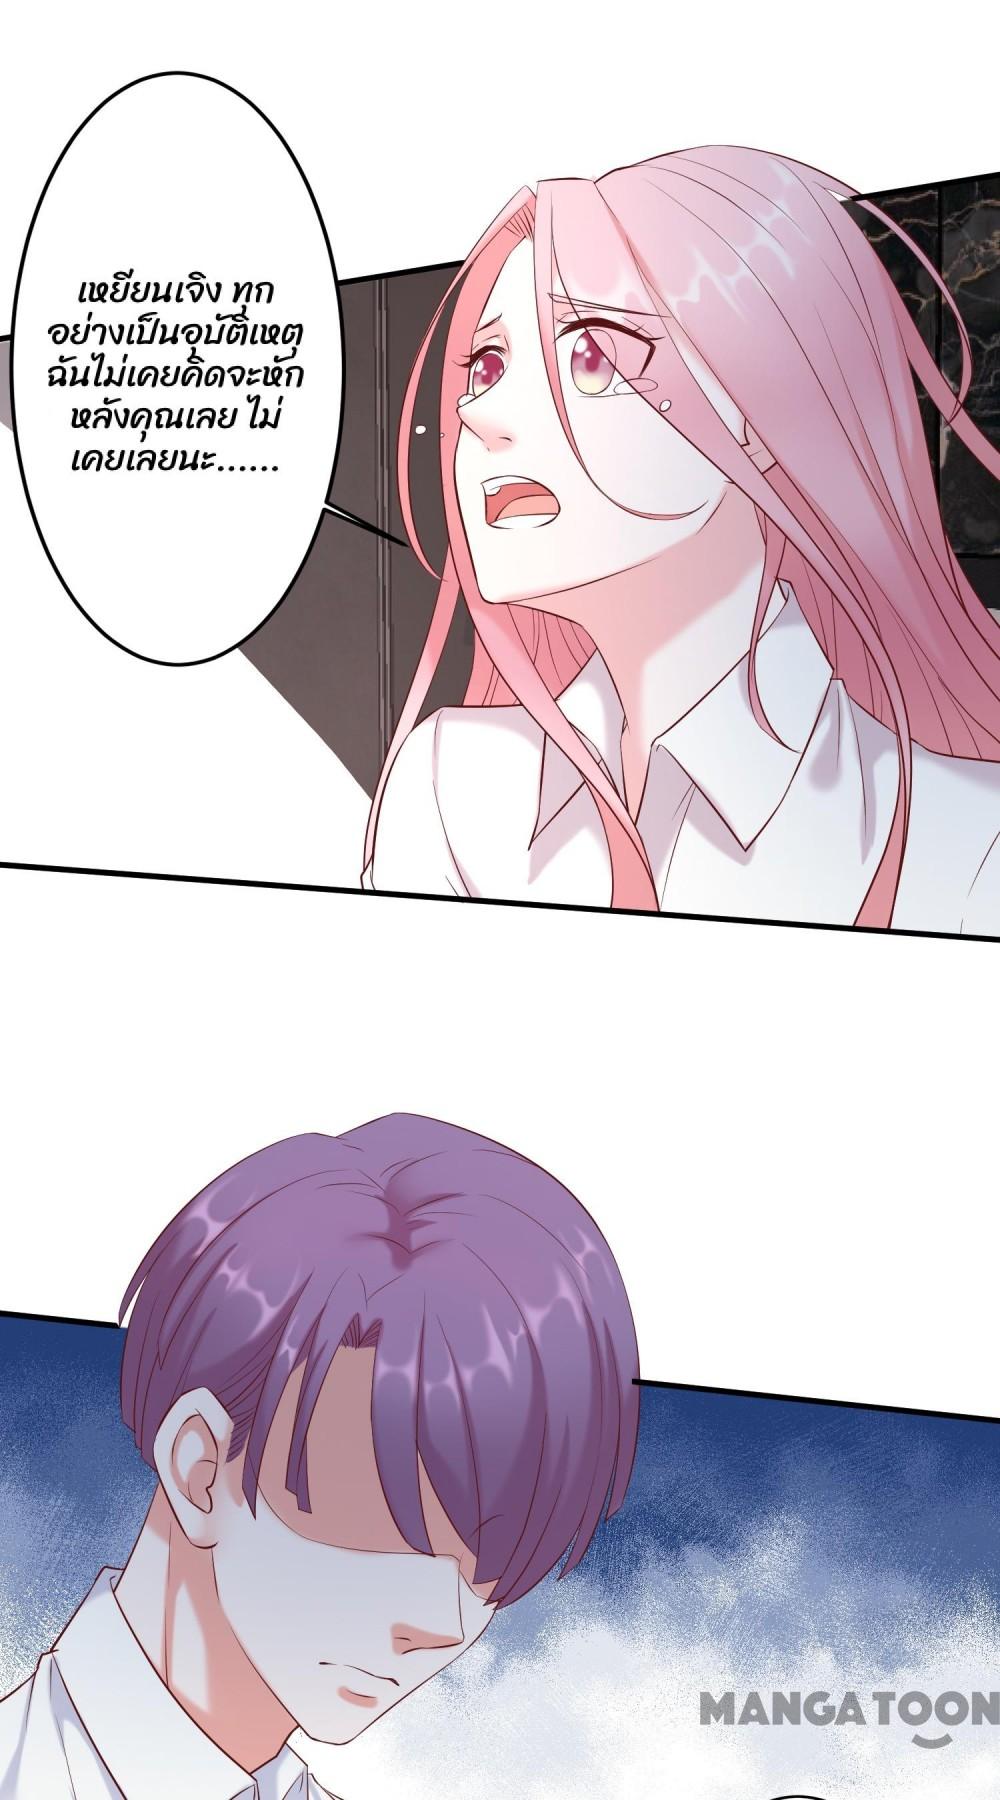 เหยียนเจิง ทุก
อย่างเป็นอุบัติเหตุ
ฉันไม่เคยคิดจะหัก
หลังคุณเลย ไม่
เคยเลยนะ......
MANGATOON